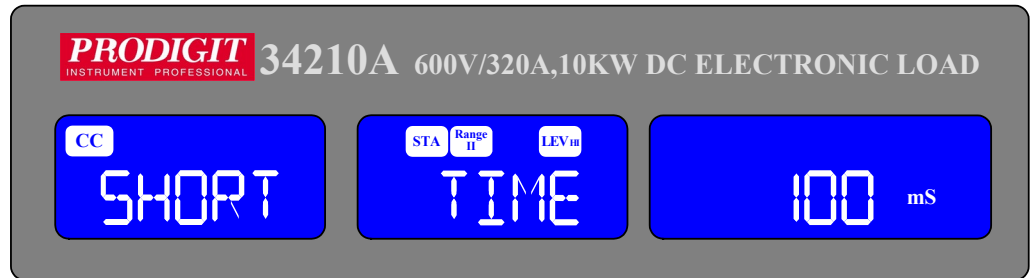 PRODIGIT
INSTRUMENT PROFESSIONAL
34210A 600V/320A,10KW DC ELECTRONIC LOAD
CC
STA Range II LEV HI
SHORT TIME 100 mS